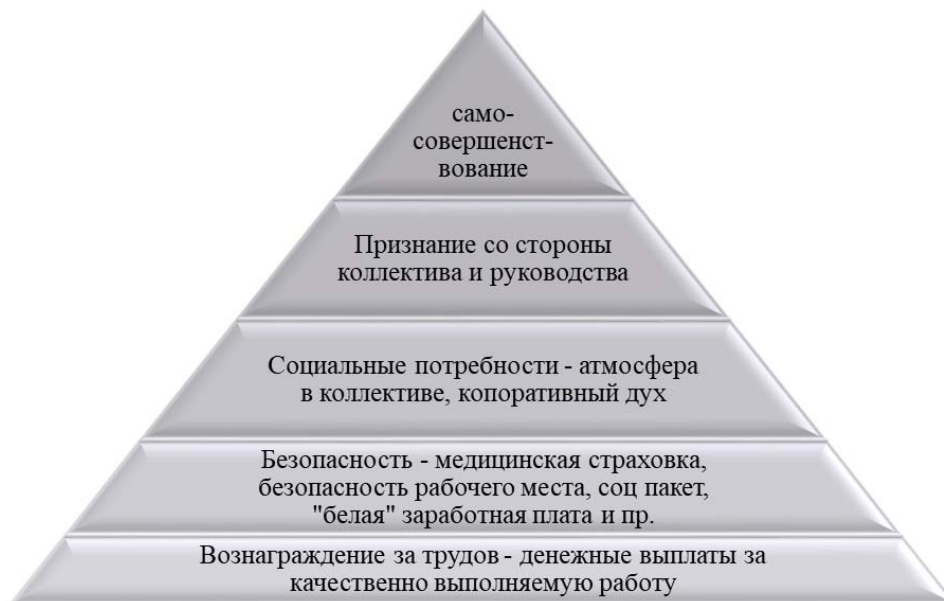 само-
совершенст-
вование
Признание со стороны
коллектива и руководства
Социальные потребности - атмосфера
в коллективе, копоративный дух
Безопасность - медицинская страховка,
безопасность рабочего места, соц пакет,
"белая" заработная плата и пр.
Вознаграждение за трудов - денежные выплаты за
качественно выполняемую работу